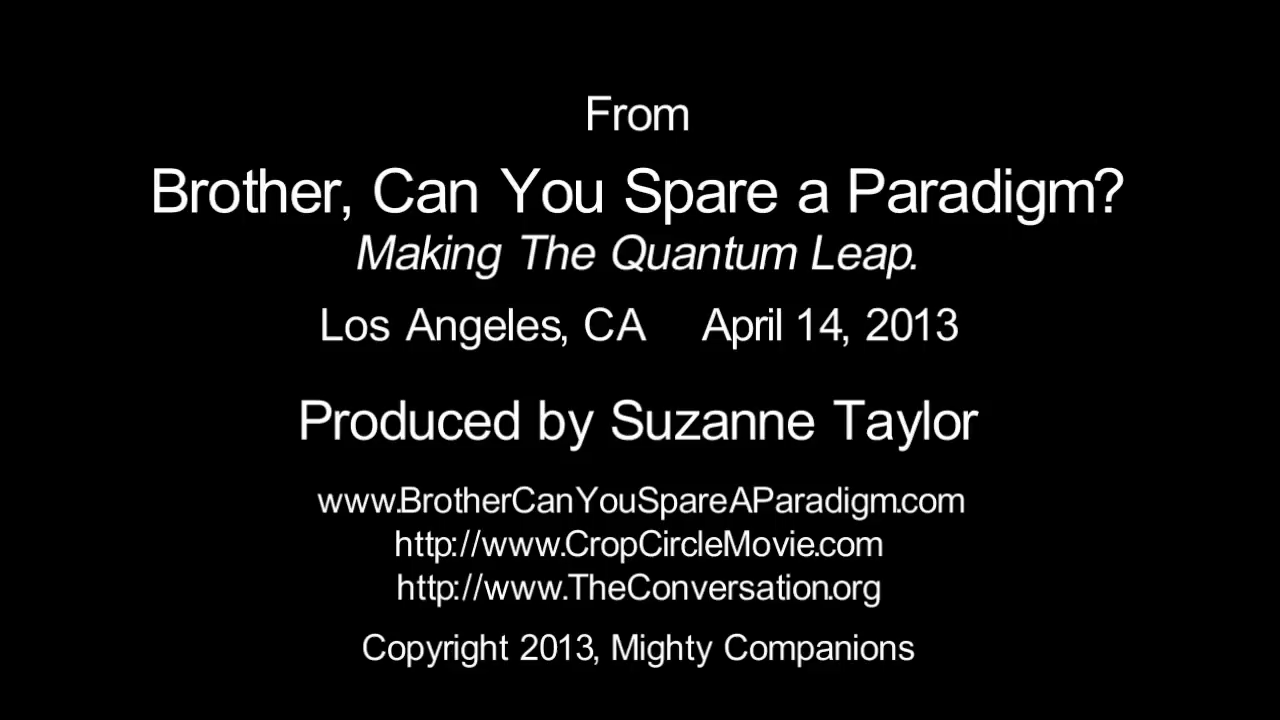 From
Brother, Can You Spare a Paradigm?
Making The Quantum Leap.
Los Angeles, CA April 14, 2013
Produced by Suzanne Taylor
www.BrotherCanYouSpareAParadigm.com
http://www.CropCircleMovie.com
http://www.TheConversation.org
Copyright 2013, Mighty Companions